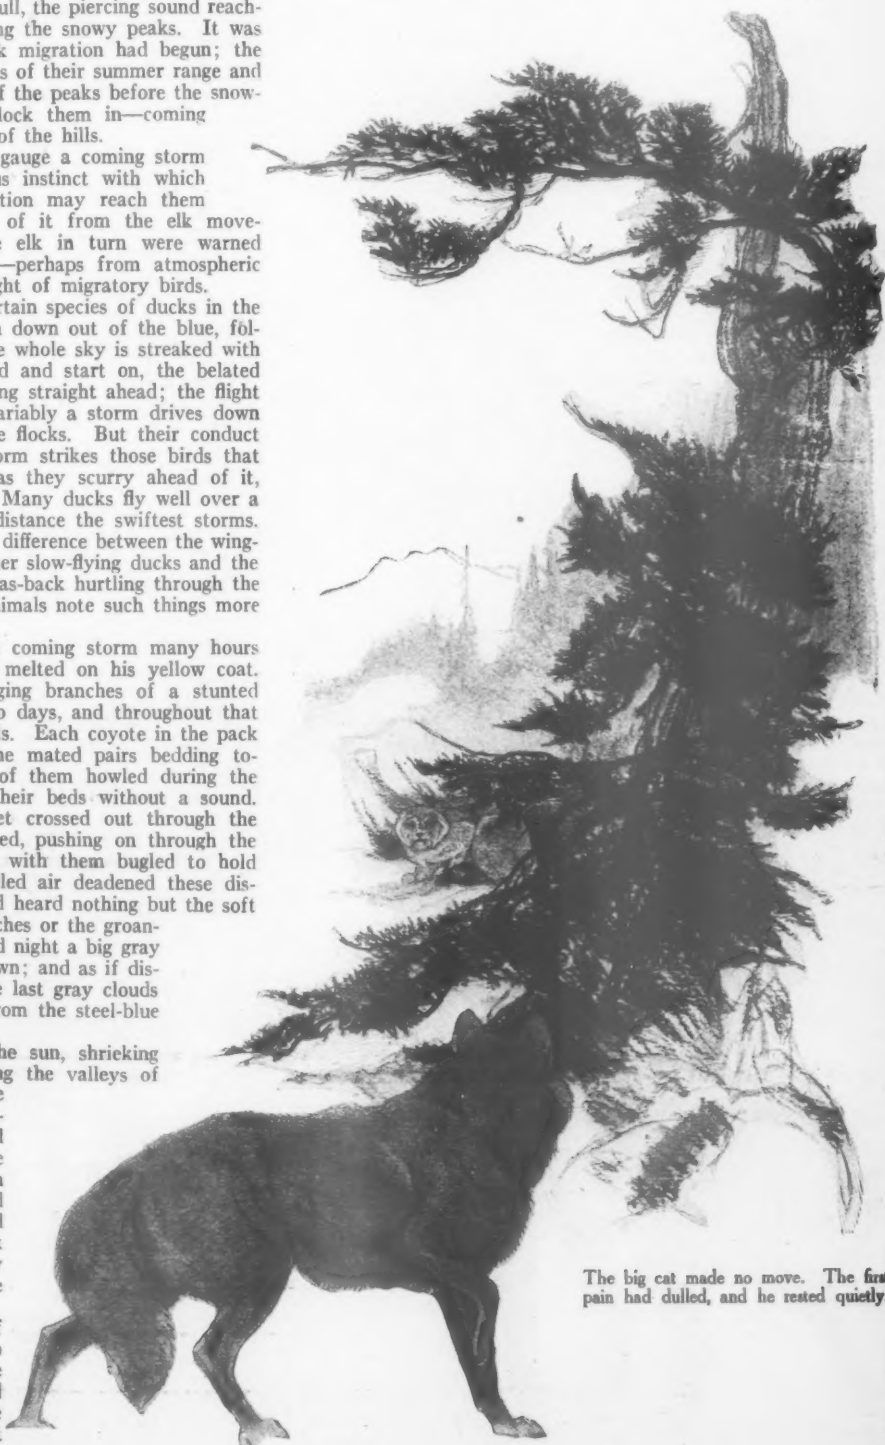 ull, the piercing sound reach-
ng the snowy peaks. It was
k migration had begun; the
s of their summer range and
f the peaks before the snow-
lock them in—coming
of the hills.
gauge a coming storm
us instinct with which
tion may reach them
of it from the elk move-
e elk in turn were warned
—perhaps from atmospheric
ght of migratory birds.
rtain species of ducks in the
n down out of the blue, fol-
e whole sky is streaked with
d and start on, the belated
ng straight ahead; the flight
variably a storm drives down
e flocks. But their conduct
orm strikes those birds that
as they scurry ahead of it,
Many ducks fly well over a
distance the swiftest storms.
difference between the wing-
er slow-flying ducks and the
as-back hurtling through the
nimals note such things more
coming storm many hours
melted on his yellow coat.
ging branches of a stunted
o days, and throughout that
s. Each coyote in the pack
he mated pairs bedding to-
of them howled during the
their beds without a sound.
et crossed out through the
ed, pushing on through the
with them bugled to hold
led air deadened these dis-
d heard nothing but the soft
ches or the groan-
d night a big gray
wn; and as if dis-
e last gray clouds
rom the steel-blue
he sun, shrieking
ng the valleys of
The big cat made no move. The first
pain had dulled, and he rested quietly